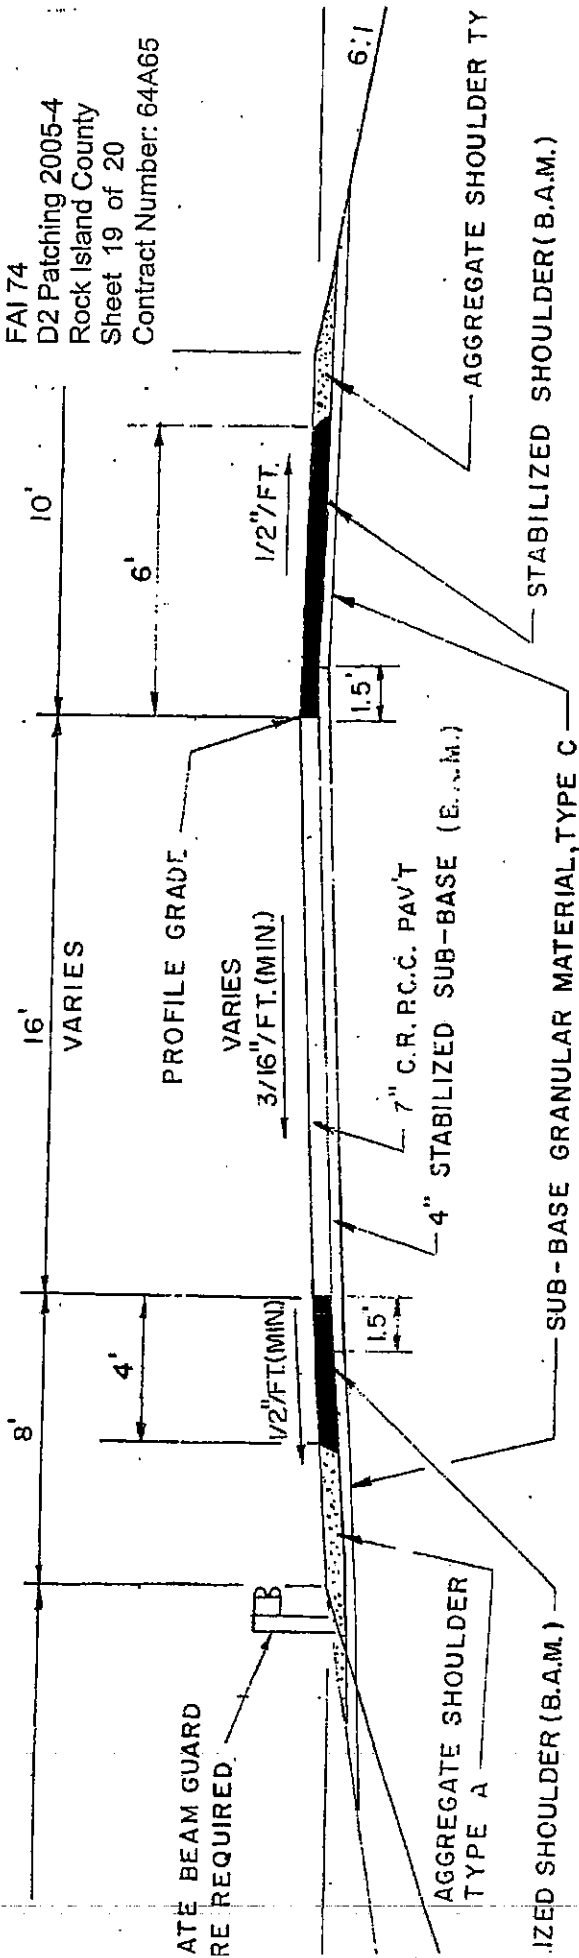 FAI 74
D2 Patching 2005-4
Rock Island County
Sheet 19 of 20
Contract Number: 64A65
8'
16'
VARIES
10'
4'
6'
PROFILE GRADE
VARIES
3/16"/FT.(MIN.)
1/2"/FT.(MIN.)
1/2"/FT.
1.5'
1.5'
6:1
ATE BEAM GUARD
RE REQUIRED
7" C.R.P.C.C. PAV'T
4" STABILIZED SUB-BASE
AGGREGATE SHOULDER
TYPE A
IZED SHOULDER (B.A.M.)
SUB-BASE GRANULAR MATERIAL, TYPE C
STABILIZED SHOULDER (B.A.M.)
AGGREGATE SHOULDER TY